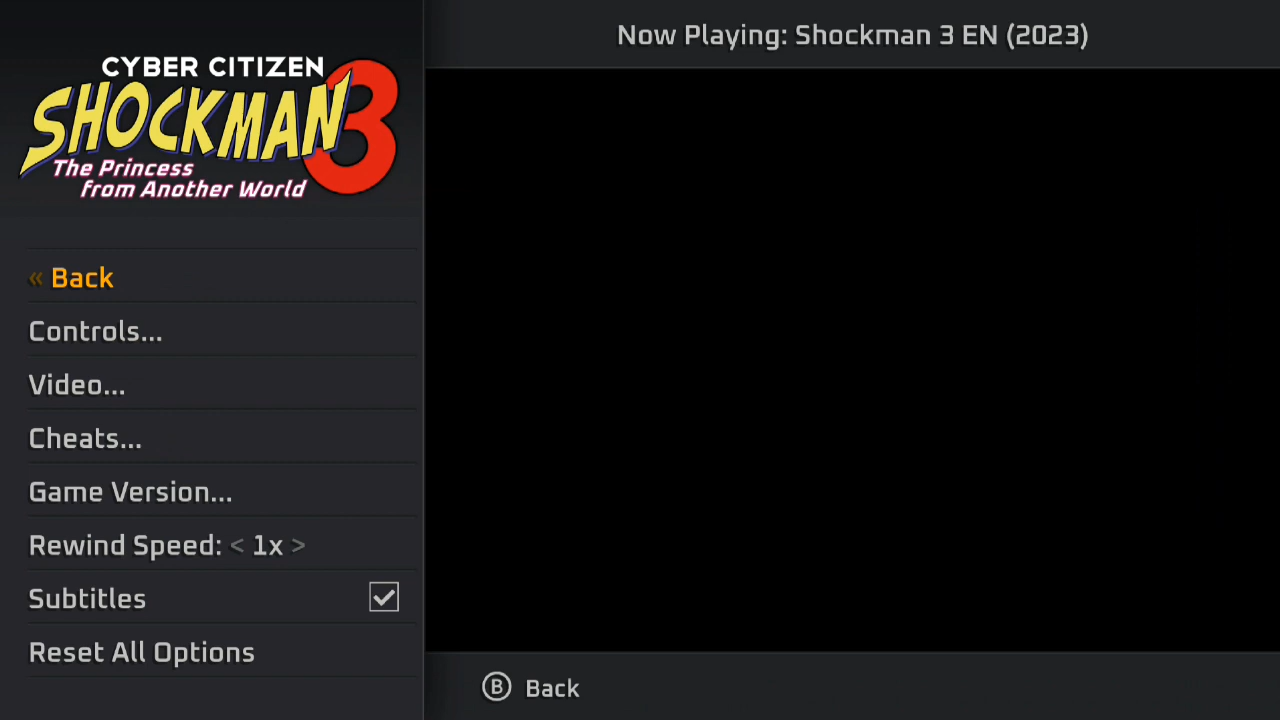 CYBER CITIZEN
SHOCKMAN 3
The Princess
from Another World
Now Playing: Shockman 3 EN (2023)
« Back
Controls...
Video...
Cheats...
Game Version...
Rewind Speed: < 1x >
Subtitles
Reset All Options
B Back